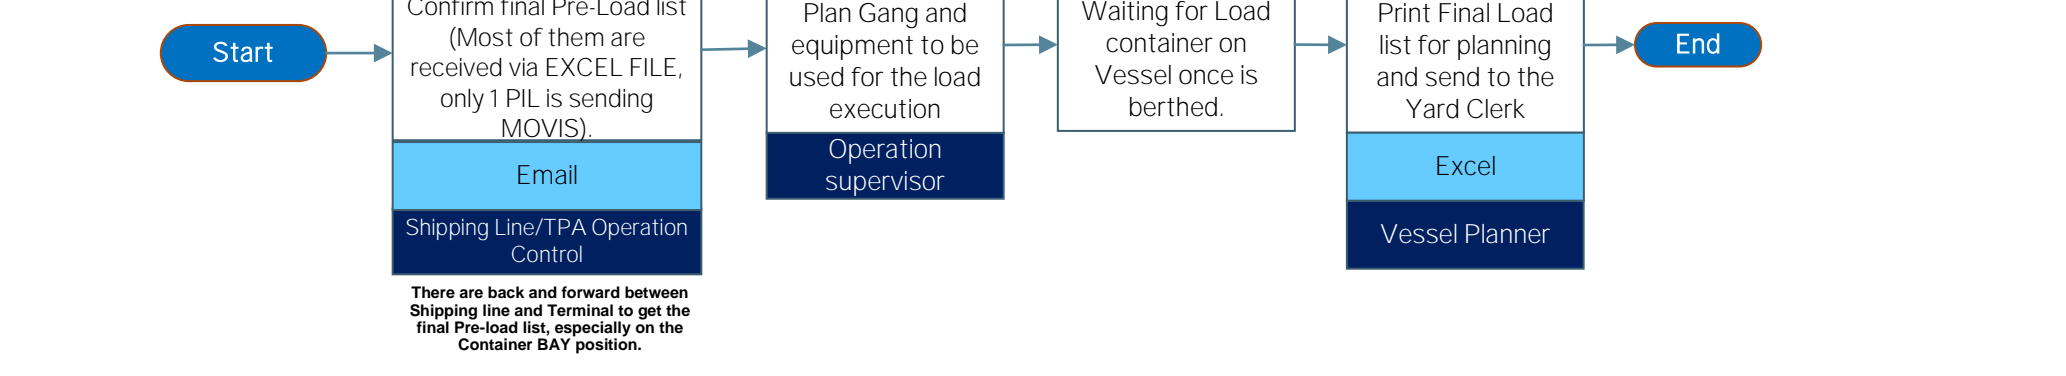 Start
Confirm final Pre-Load list
(Most of them are
received via EXCEL FILE,
only 1 PIL is sending
MOVIS).
Email
Shipping Line/TPA Operation
Control
There are back and forward between
Shipping line and Terminal to get the
final Pre-load list, especially on the
Container BAY position.
Plan Gang and
equipment to be
used for the load
execution
Operation
supervisor
Waiting for Load
container on
Vessel once is
berthed.
Print Final Load
list for planning
and send to the
Yard Clerk
Excel
Vessel Planner
End